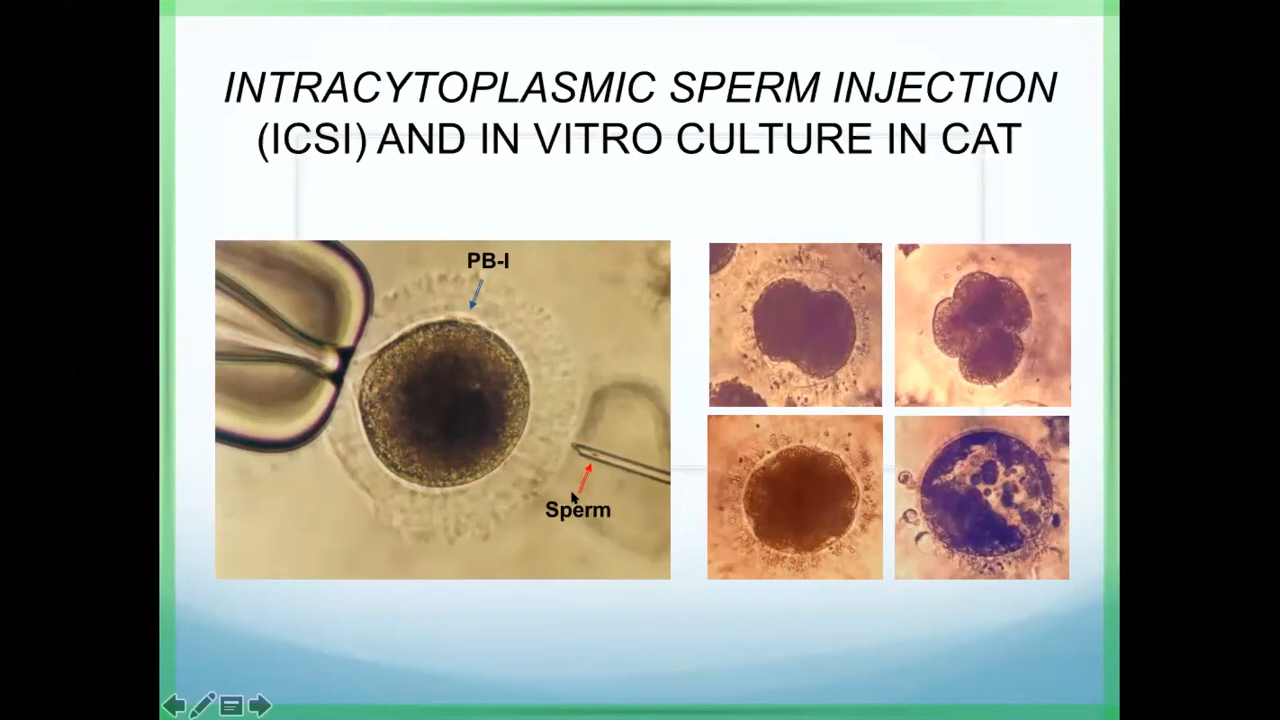 INTRACYTOPLASMIC SPERM INJECTION
(ICSI) AND IN VITRO CULTURE IN CAT
PB-I
Sperm